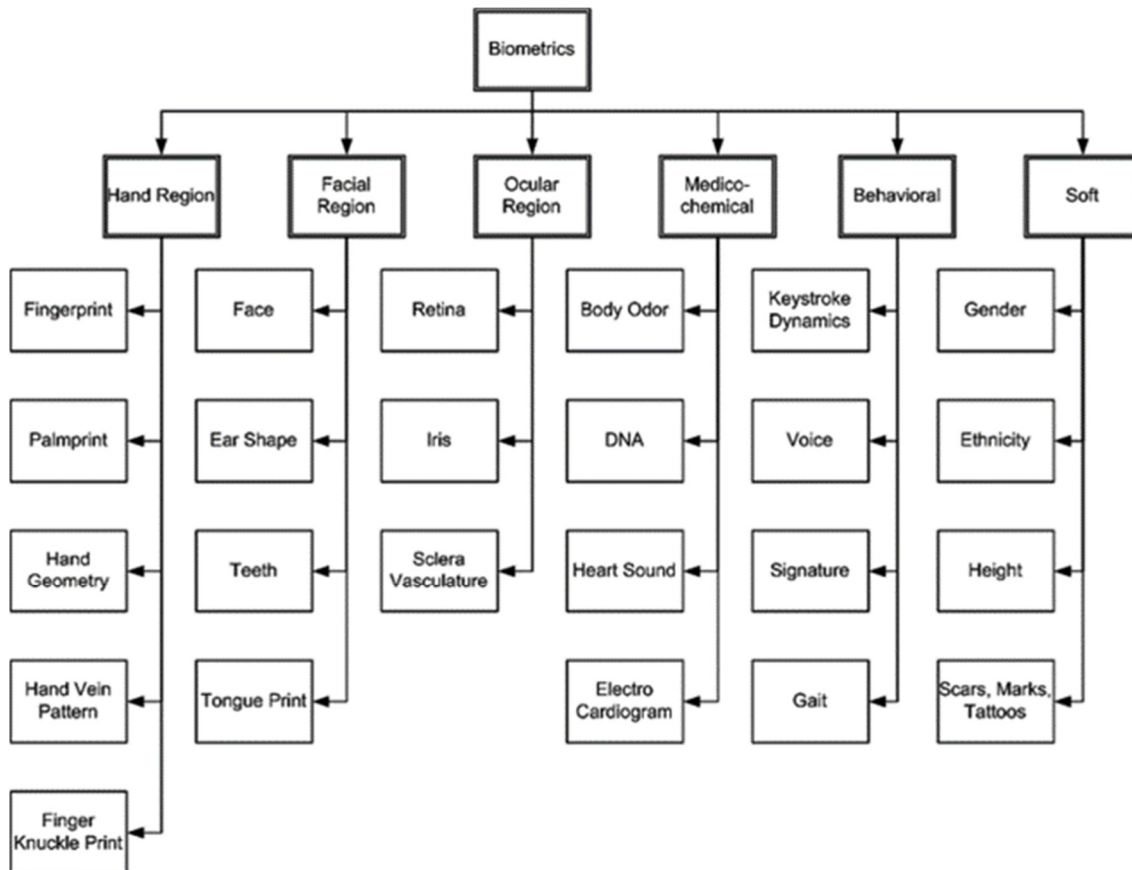 Biometrics
Hand Region
Facial
Region
Ocular
Region
Medico-
chemical
Behavioral
Soft
Fingerprint
Face
Retina
Body Odor
Keystroke
Dynamics
Gender
Palmprint
Ear Shape
Iris
DNA
Voice
Ethnicity
Hand
Geometry
Teeth
Sclera
Vasculature
Heart Sound
Signature
Height
Hand Vein
Pattern
Tongue Print
Electro
Cardiogram
Gait
Scars, Marks,
Tattoos
Finger
Knuckle Print